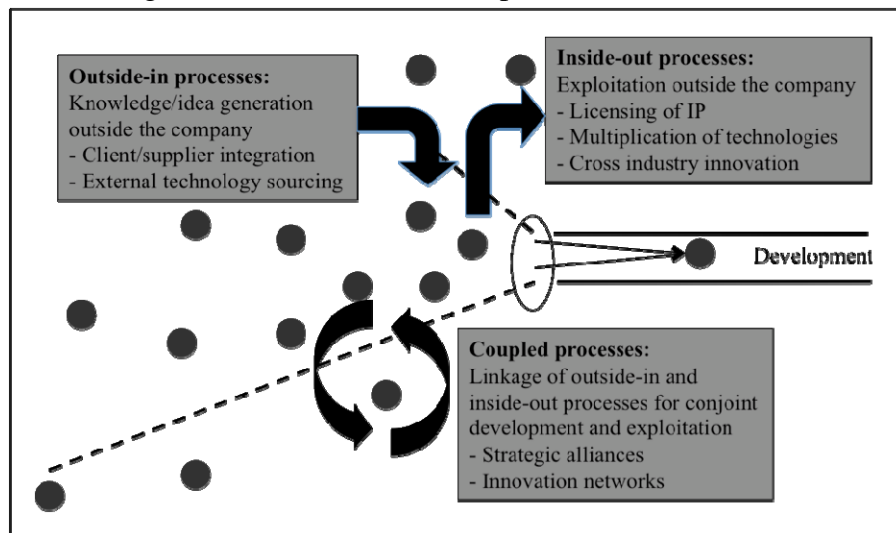 Outside-in processes:
Knowledge/idea generation
outside the company
- Client/supplier integration
- External technology sourcing
Inside-out processes:
Exploitation outside the company
- Licensing of IP
- Multiplication of technologies
- Cross industry innovation
Development
Coupled processes:
Linkage of outside-in and
inside-out processes for conjoint
development and exploitation
- Strategic alliances
- Innovation networks